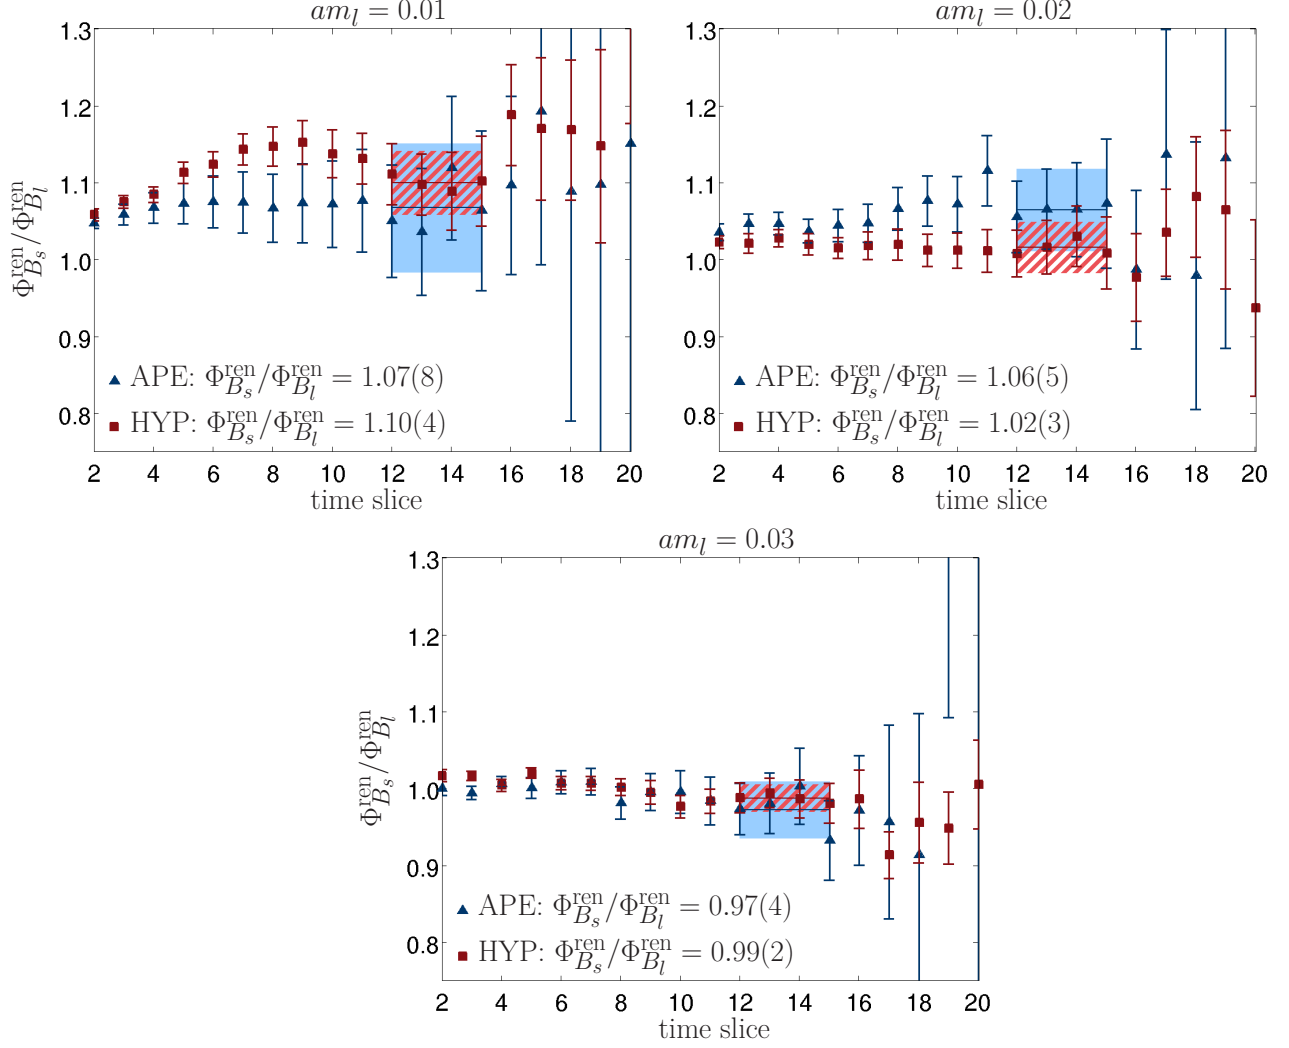 am_l = 0.01
1.3
1.2
1.1
1.0
0.9
0.8
Φ^ren_{B_s}/Φ^ren_{B_l}
APE: Φ^ren_{B_s}/Φ^ren_{B_l} = 1.07(8)
HYP: Φ^ren_{B_s}/Φ^ren_{B_l} = 1.10(4)
2 4 6 8 10 12 14 16 18 20
time slice
am_l = 0.02
1.3
1.2
1.1
1.0
0.9
0.8
APE: Φ^ren_{B_s}/Φ^ren_{B_l} = 1.06(5)
HYP: Φ^ren_{B_s}/Φ^ren_{B_l} = 1.02(3)
2 4 6 8 10 12 14 16 18 20
time slice
am_l = 0.03
1.3
1.2
1.1
1.0
0.9
0.8
Φ^ren_{B_s}/Φ^ren_{B_l}
APE: Φ^ren_{B_s}/Φ^ren_{B_l} = 0.97(4)
HYP: Φ^ren_{B_s}/Φ^ren_{B_l} = 0.99(2)
2 4 6 8 10 12 14 16 18 20
time slice